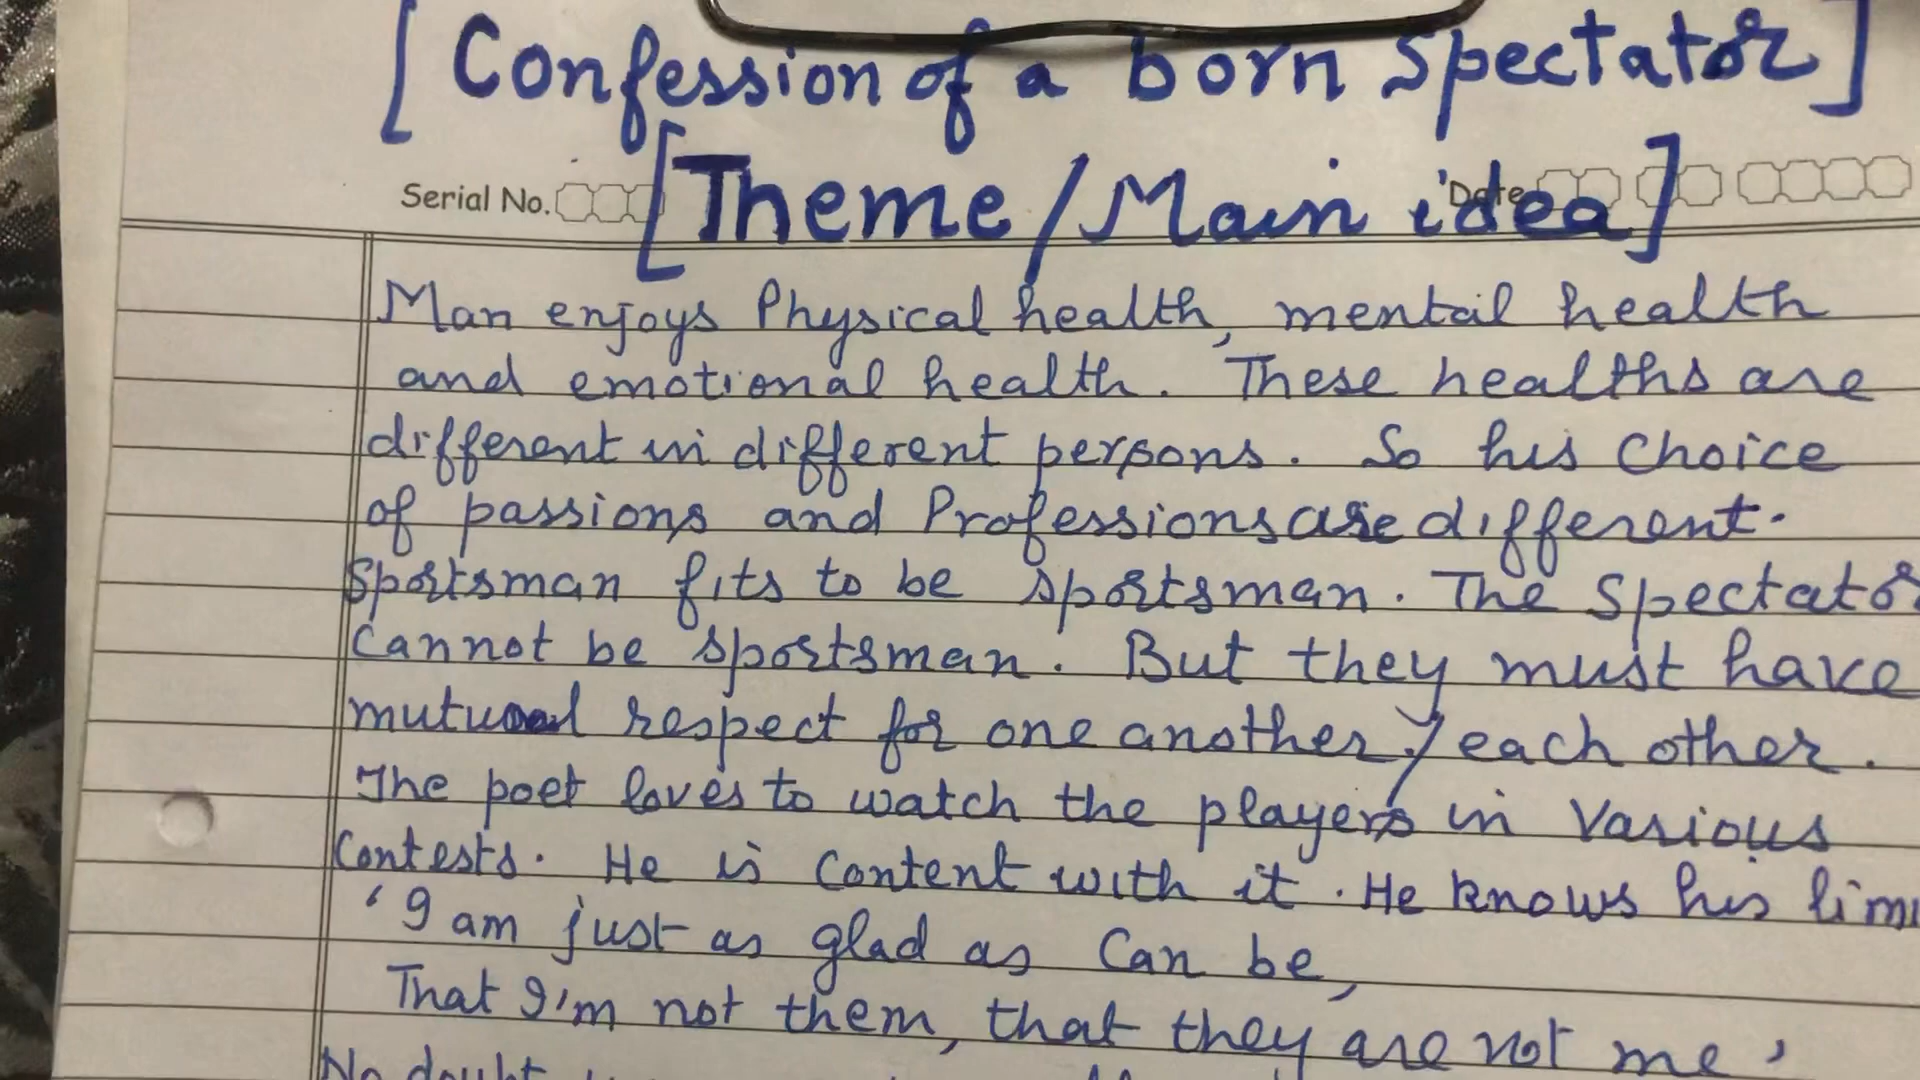 [Confession of a born spectator]
[Theme/Main idea]
Serial No.
Date
Man enjoys Physical health, mental health
and emotional health. These healths are
different in different persons. So his choice
of passions and Professions are different.
Sportsman fits to be sportsman. The spectator
Cannot be sportsman. But they must have
mutual respect for one another / each other.
The poet loves to watch the players in various
Contests. He is content with it. He knows his
'I am just as glad as can be,
That I'm not them, that they are not me'
No doubt